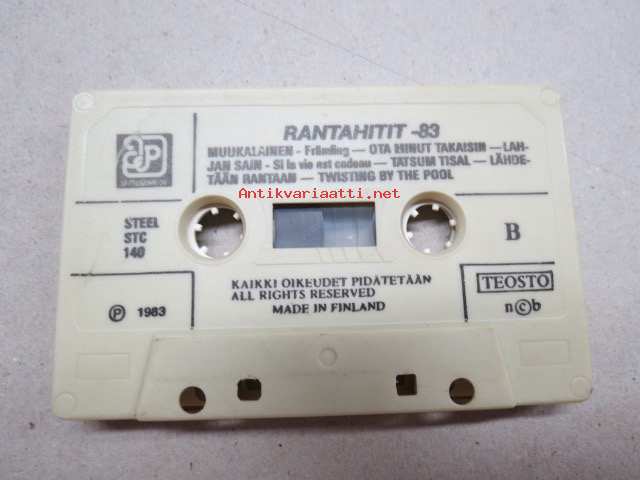 RANTAHITIT -83
MUUKALAINEN - Främling — OTA MINUT TAKAISIN — LAH-
JAN SAIN - Si la vie est cadeau — TATSUM TISAL — LÄHDE-
TÄÄN RANTAAN — TWISTING BY THE POOL
Antikvariaatti.net
ap
STEEL
STC
140
B
KAIKKI OIKEUDET PIDÄTETÄÄN
ALL RIGHTS RESERVED
MADE IN FINLAND
℗ 1983
TEOSTO
n©b